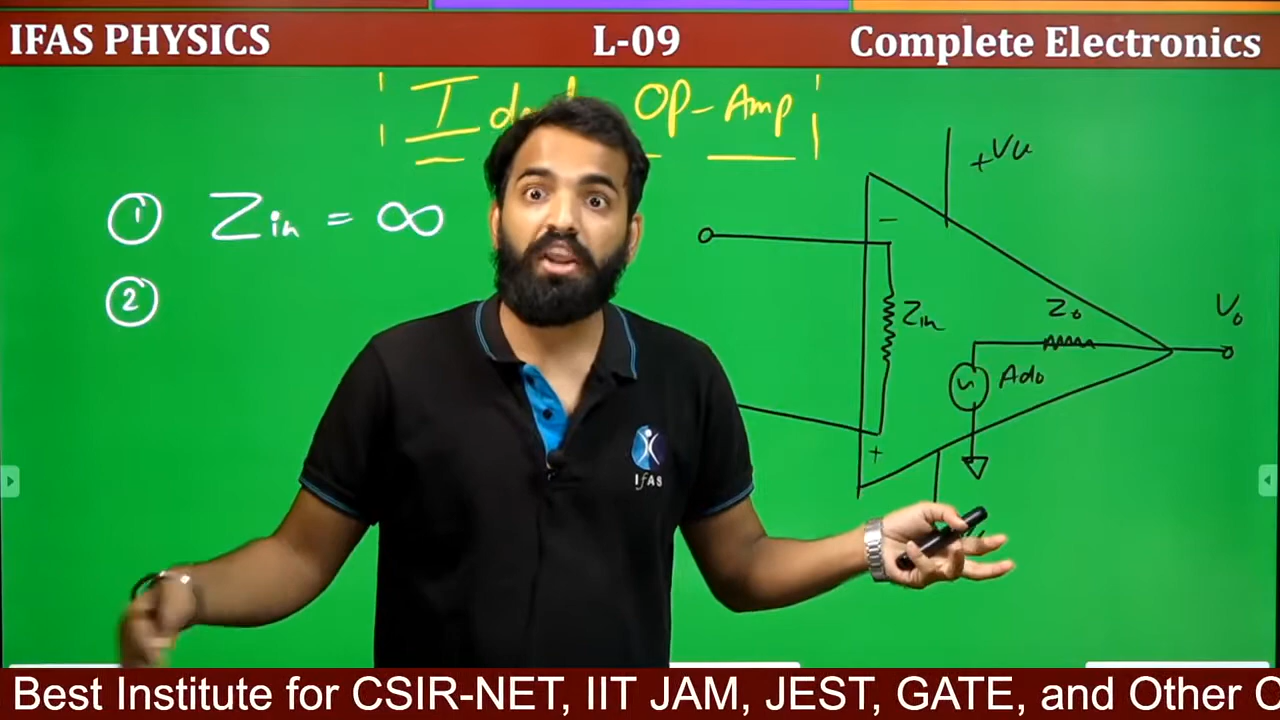 IFAS PHYSICS L-09 Complete Electronics
Op-Amp
+Vcc
① Zin = ∞
−
②
Zin
Zo
Vo
Ado
+
IFAS
Best Institute for CSIR-NET, IIT JAM, JEST, GATE, and Other